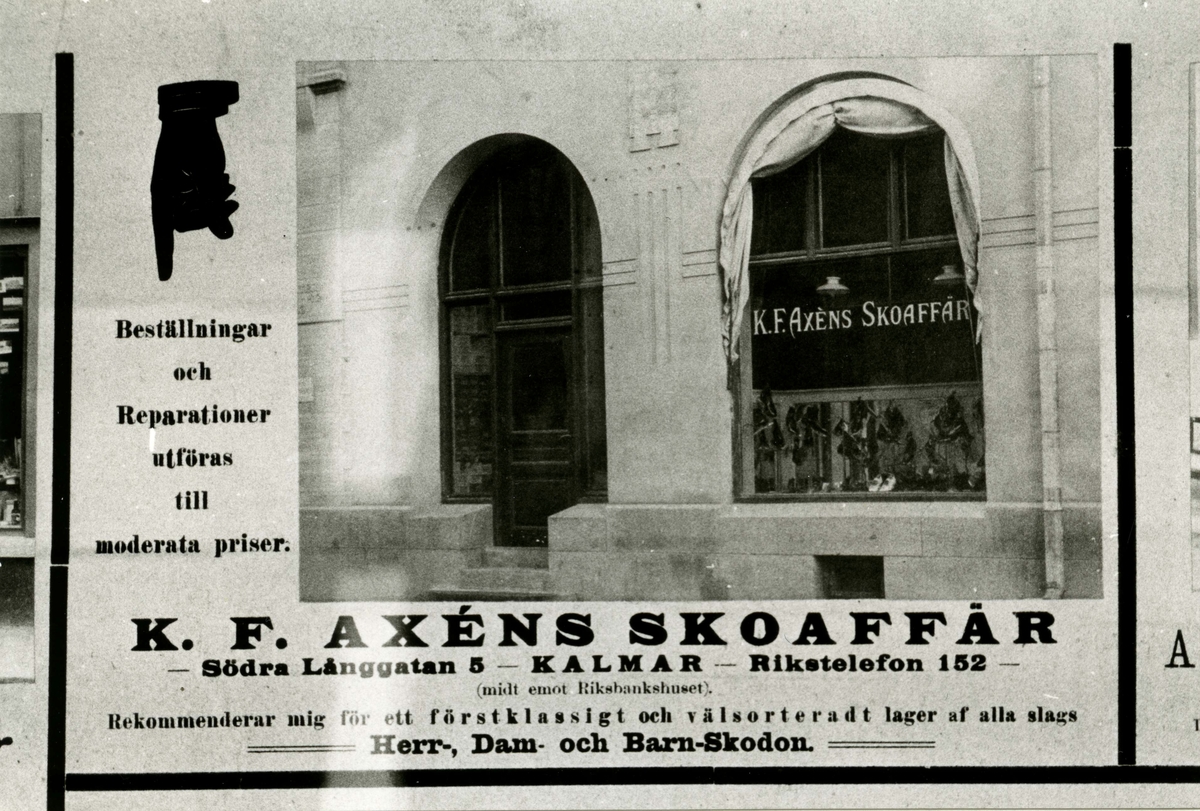 Beställningar
och
Reparationer
utföras
till
moderata priser.
K.F. AXÈNS SKOAFFÄR
K. F. AXÉNS SKOAFFÄR
— Södra Långgatan 5 — KALMAR — Rikstelefon 152 —
(midt emot Riksbankshuset).
Rekommenderar mig för ett förstklassigt och välsorteradt lager af alla slags
Herr-, Dam- och Barn-Skodon.
A